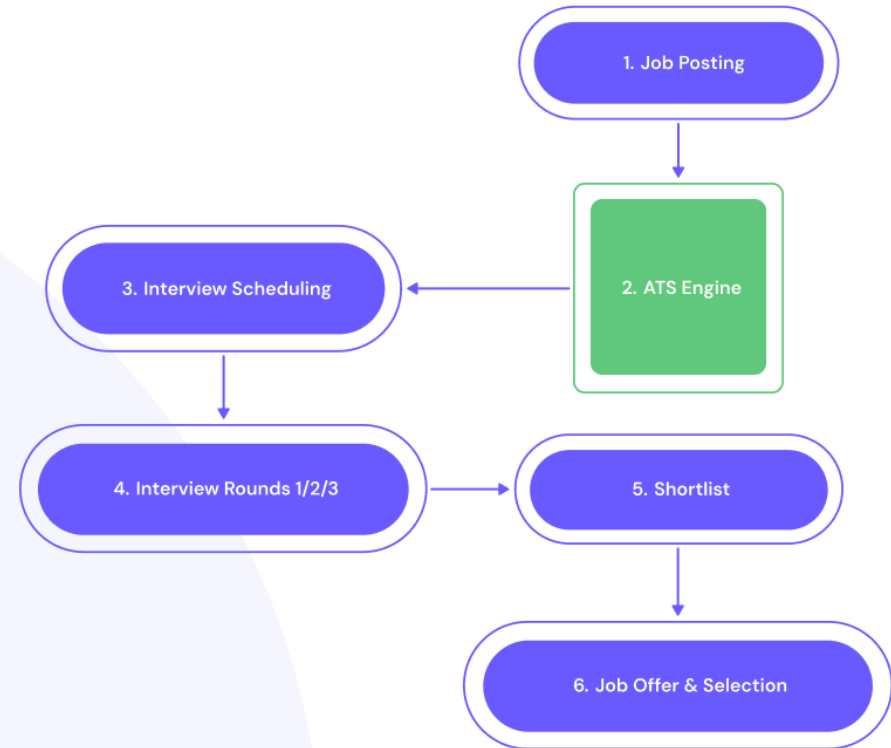 1. Job Posting
2. ATS Engine
3. Interview Scheduling
4. Interview Rounds 1/2/3
5. Shortlist
6. Job Offer & Selection